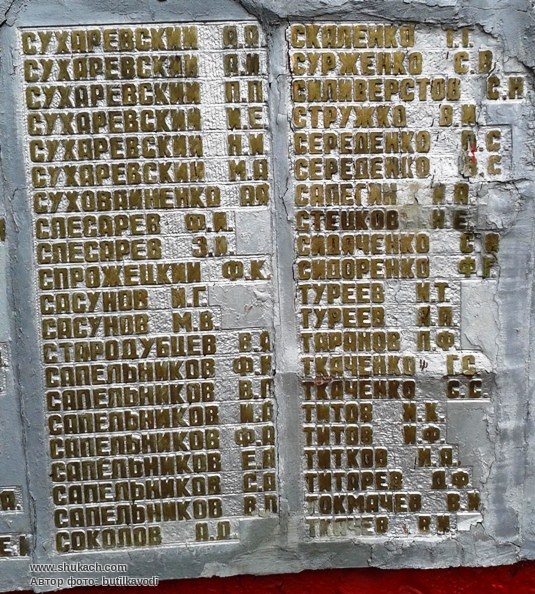 СУХАРЕВСКИЙ
СУХАРЕВСКИЙ А.И
СУХАРЕВСКИЙ П.П
СУХАРЕВСКИЙ И.Е
СУХАРЕВСКИЙ Н.И
СУХАРЕВСКИЙ М.А
СУХОВАЙНЕНКО
СЛЕСАРЕВ Ф.И.
СЛЕСАРЕВ З.И.
СПРОЖЕЦКИЙ Ф.К.
САСУНОВ И.Г.
САСУНОВ М.В.
СТАРОДУБЦЕВ В.А
САПЕЛЬНИКОВ
САПЕЛЬНИКОВ
САПЕЛЬНИКОВ И.А
САПЕЛЬНИКОВ Ф.А
САПЕЛЬНИКОВ
САПЕЛЬНИКОВ С.А
САПЕЛЬНИКОВ
СОКОЛОВ А.Д
СКАЛЕНКО
СУРЖЕНКО С.В
СИЛИВЕРСТОВ
СТРУЖКО
СЕРЕДЕНКО
СЕРЕДЕНКО
САПЕГИН
СТЕЦКОВ Н.Е.
СИДАЧЕНКО
СИДОРЕНКО Ф.Г
ТУРЕЕВ И.Т.
ТУРЕЕВ
ТАРАНОВ П.Ф.
ТКАЧЕНКО Г.С
ТКАЧЕНКО С.С.
ТИТОВ
ТИТОВ И.Ф.
ТИТКОВ И.Я.
ТИТАРЕВ
ТОКМАЧЕВ В.И
ТКАЧЕВ В.И
Е.
www.shukach.com
Автор фото: butilkavodi